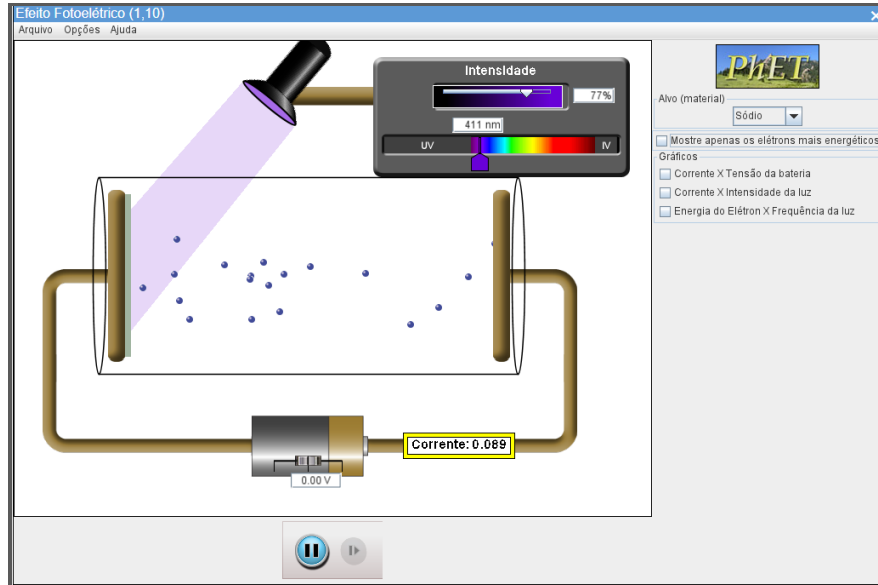 Efeito Fotoelétrico (1,10)
Arquivo Opções Ajuda
Intensidade
77%
411 nm
UV
IV
Corrente: 0.089
0.00 V
PhET
Alvo (material)
Sódio
Mostre apenas os elétrons mais energéticos
Gráficos
Corrente X Tensão da bateria
Corrente X Intensidade da luz
Energia do Elétron X Frequência da luz